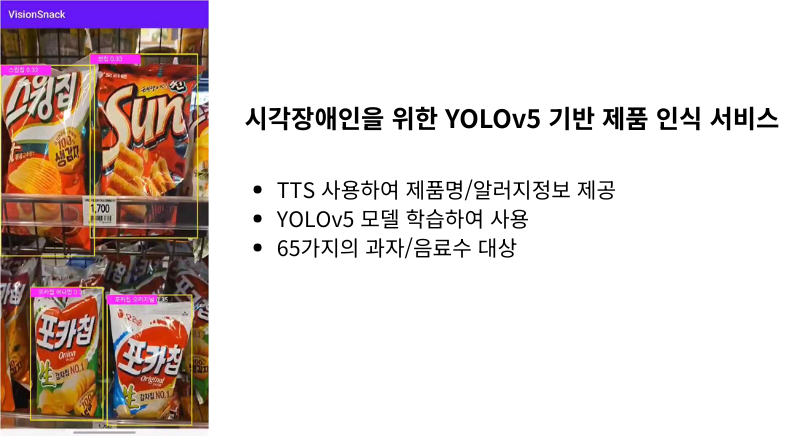 VisionSnack
썬칩 0.33
스윙칩 0.33
스윙칩
Sun
썬
100%
생감자
1,700
포카칩 어니언 0.3
포카칩 오리지널 0.35
포카칩
Onion
生
감자칩 NO.1
포카칩
Original
生
감자칩 NO.1
시각장애인을 위한 YOLOv5 기반 제품 인식 서비스
• TTS 사용하여 제품명/알러지정보 제공
• YOLOv5 모델 학습하여 사용
• 65가지의 과자/음료수 대상